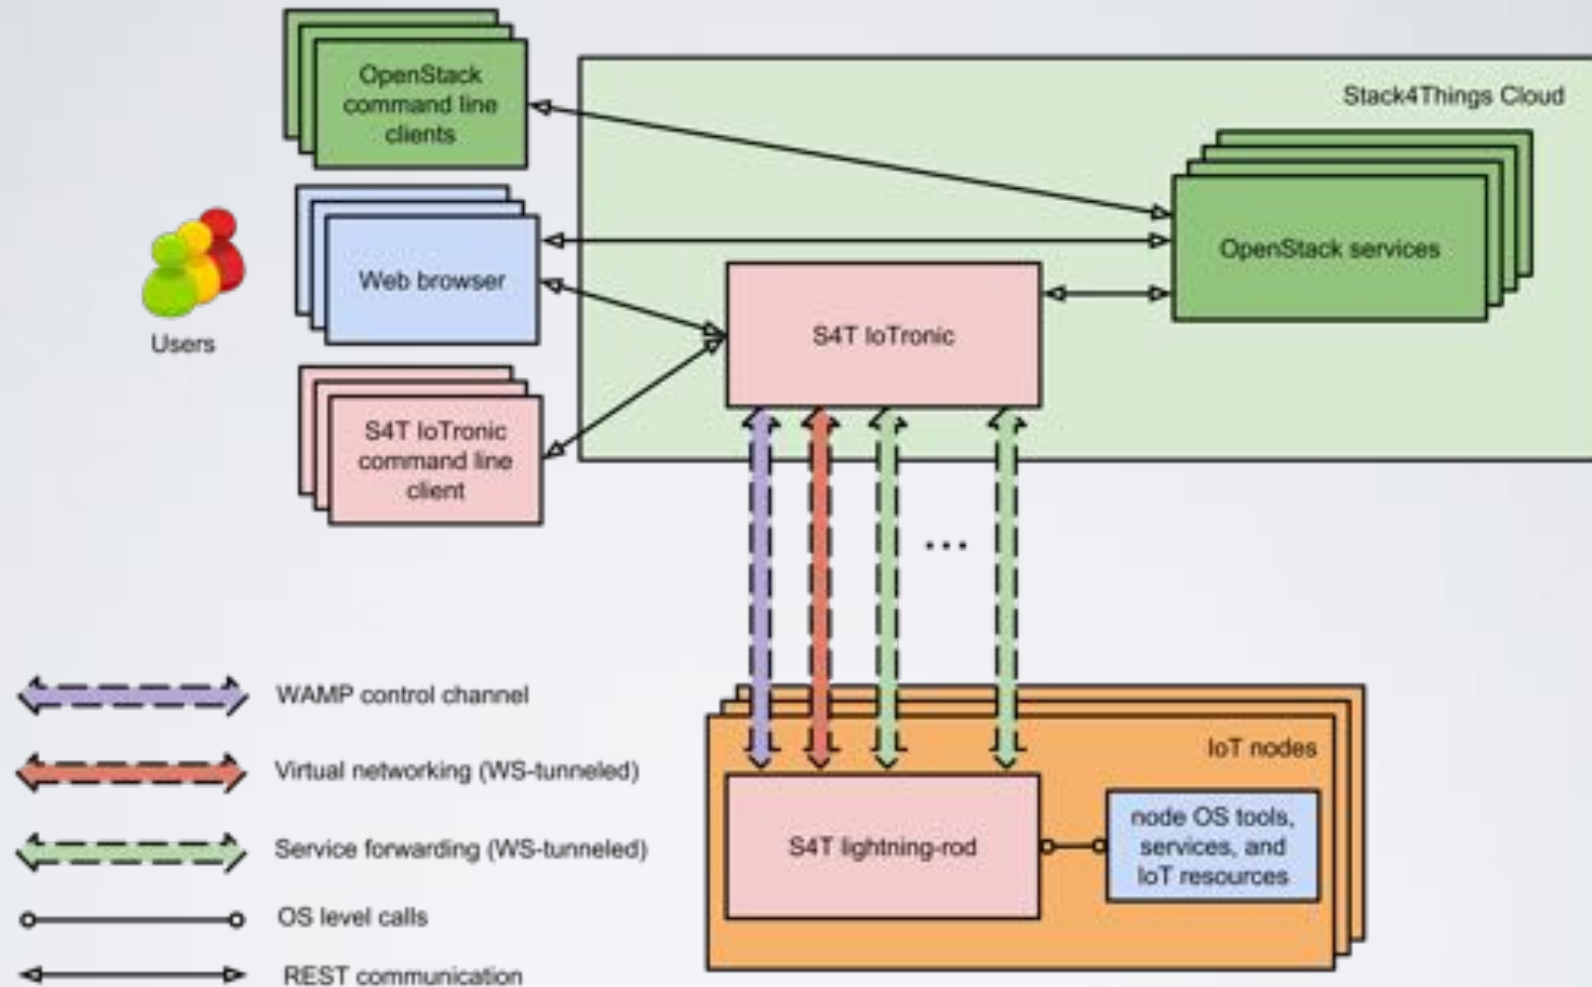 OpenStack
command line
clients
Stack4Things Cloud
OpenStack services
Web browser
Users
S4T IoTronic
S4T IoTronic
command line
client
...
WAMP control channel
Virtual networking (WS-tunneled)
Service forwarding (WS-tunneled)
OS level calls
REST communication
IoT nodes
S4T lightning-rod
node OS tools,
services, and
IoT resources